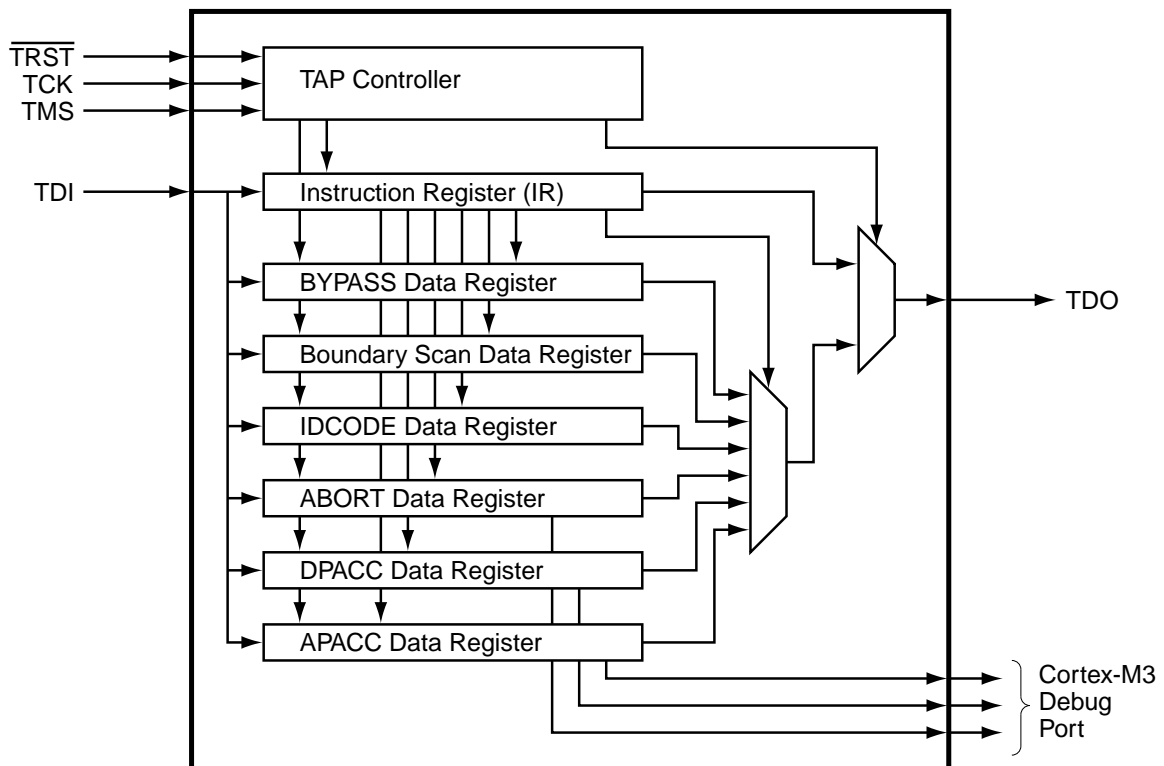 TRST
TCK
TMS
TDI
TAP Controller
Instruction Register (IR)
BYPASS Data Register
Boundary Scan Data Register
IDCODE Data Register
ABORT Data Register
DPACC Data Register
APACC Data Register
TDO
Cortex-M3
Debug
Port